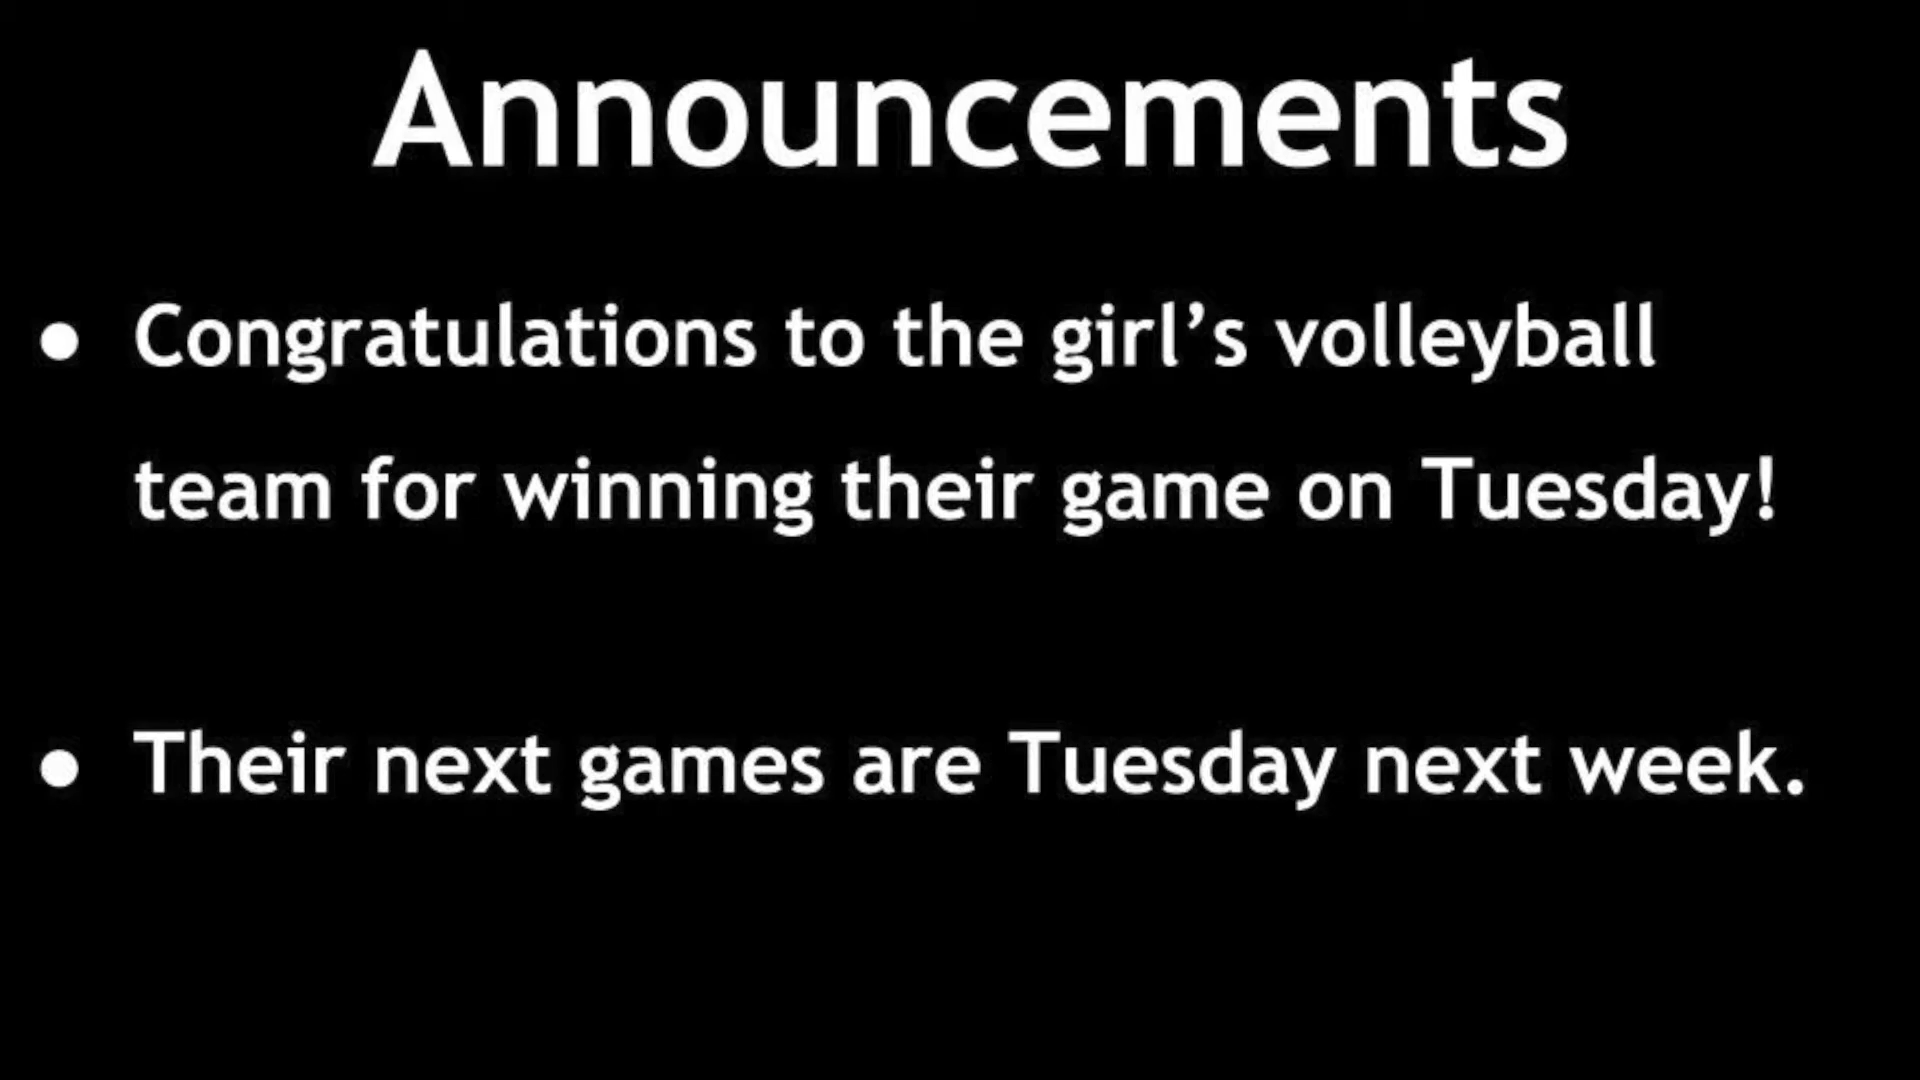 Announcements
● Congratulations to the girl’s volleyball
team for winning their game on Tuesday!
● Their next games are Tuesday next week.